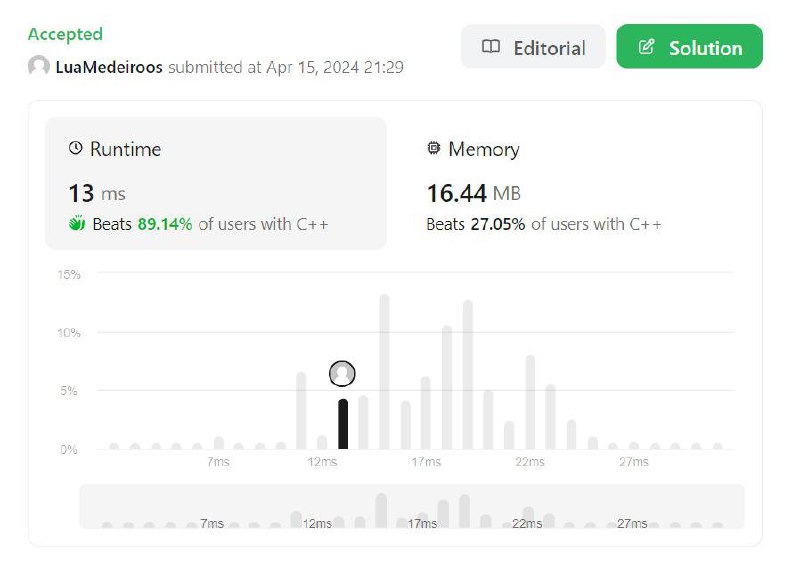 Accepted
LuaMedeiroos submitted at Apr 15, 2024 21:29
Editorial
Solution
Runtime
13 ms
Beats 89.14% of users with C++
Memory
16.44 MB
Beats 27.05% of users with C++
15%
10%
5%
0%
7ms 12ms 17ms 22ms 27ms
7ms 12ms 17ms 22ms 27ms